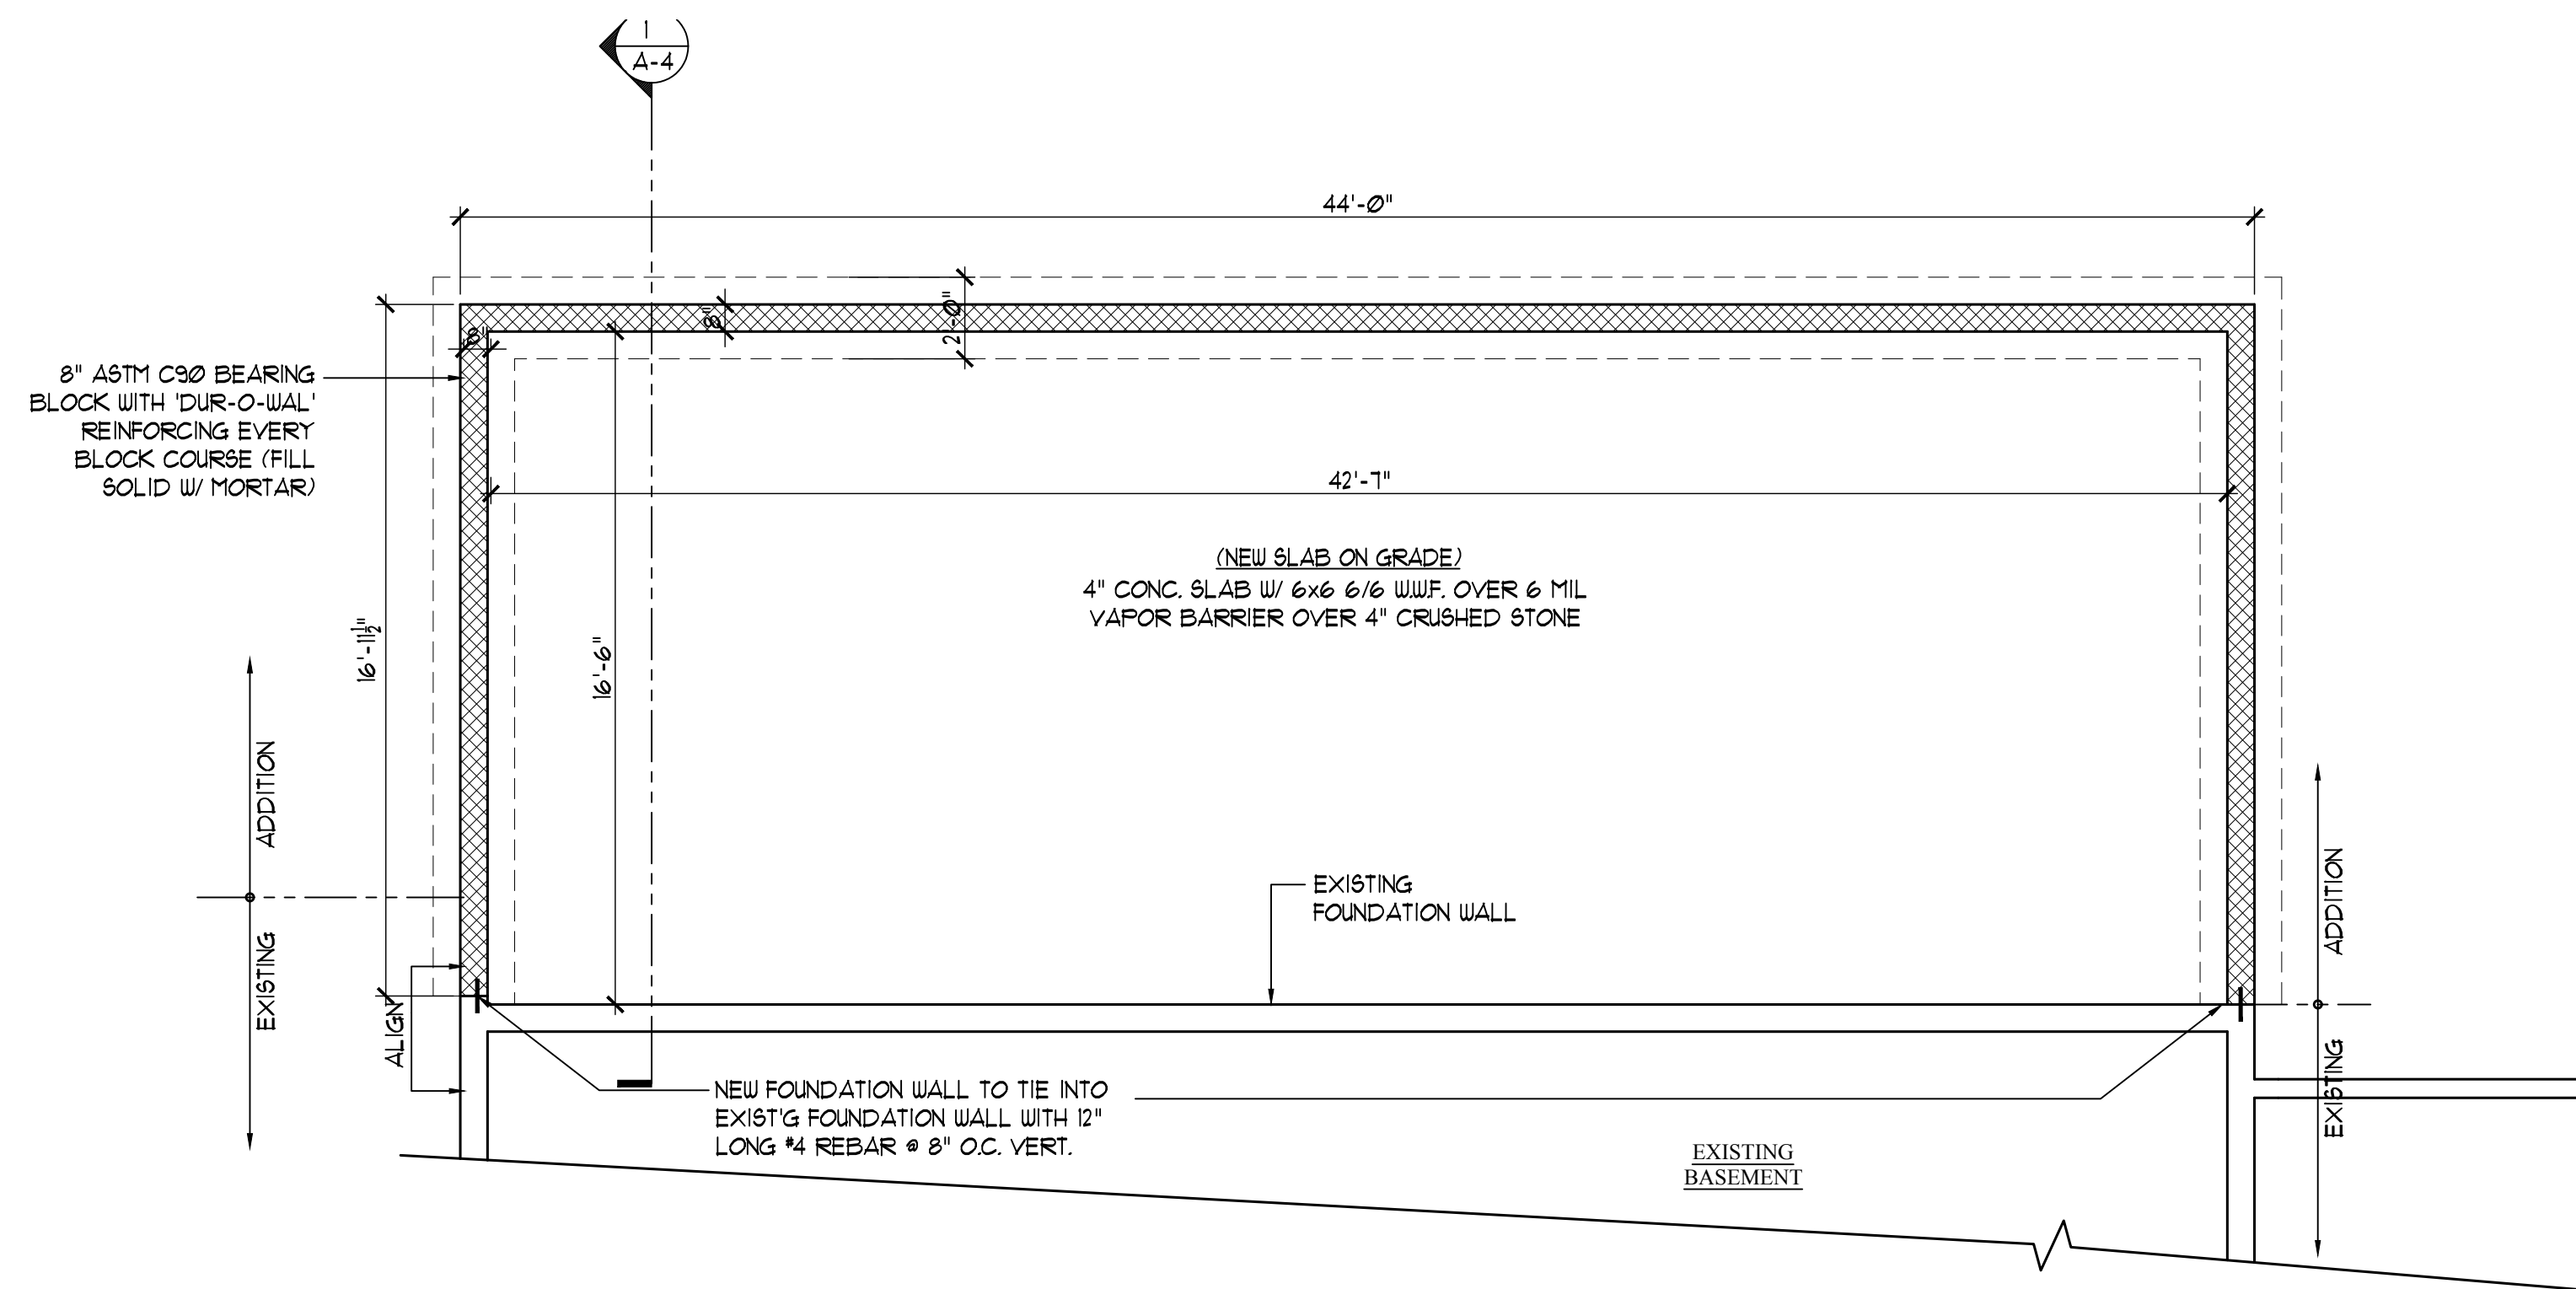 1
A-4
44'-0"
8"
2'-0"
8" ASTM C90 BEARING
BLOCK WITH 'DUR-O-WAL'
REINFORCING EVERY
BLOCK COURSE (FILL
SOLID W/ MORTAR)
42'-7"
(NEW SLAB ON GRADE)
4" CONC. SLAB W/ 6x6 6/6 W.W.F. OVER 6 MIL
VAPOR BARRIER OVER 4" CRUSHED STONE
16'-11 1/2"
16'-6"
ADDITION
EXISTING
ALIGN
EXISTING
FOUNDATION WALL
ADDITION
EXISTING
NEW FOUNDATION WALL TO TIE INTO
EXIST'G FOUNDATION WALL WITH 12"
LONG #4 REBAR @ 8" O.C. VERT.
EXISTING
BASEMENT